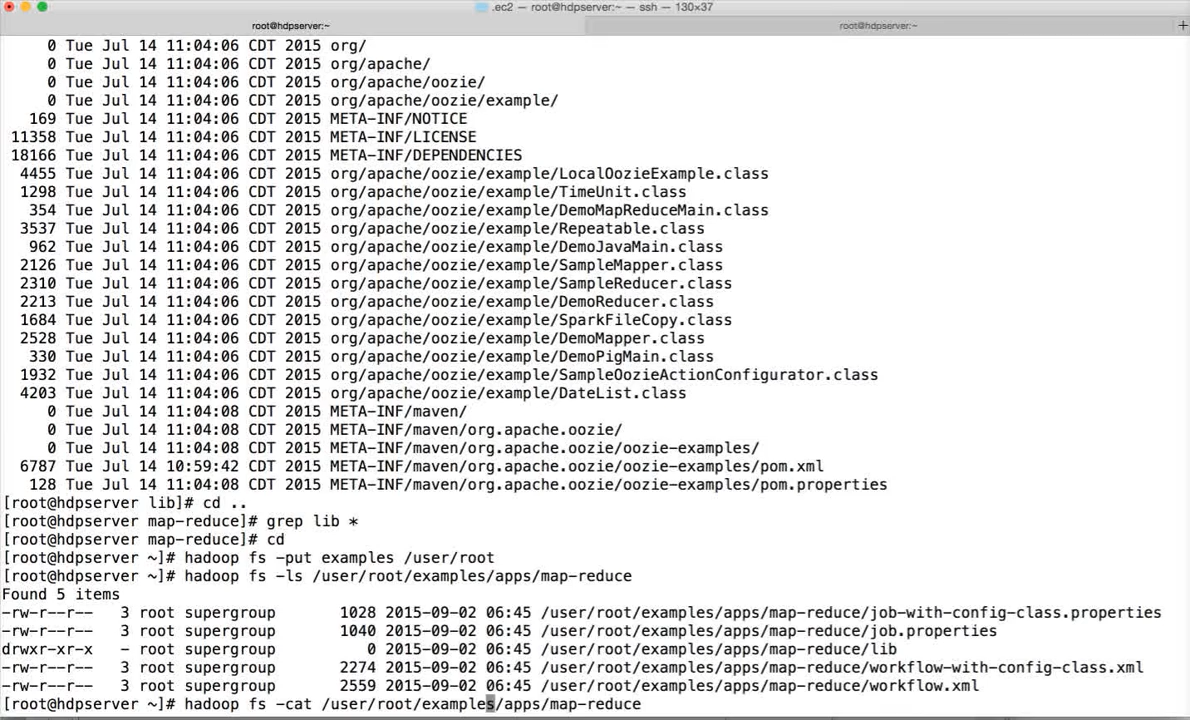 .ec2 — root@hdpserver:~ — ssh — 130×37
root@hdpserver:~ root@hdpserver:~ +
0 Tue Jul 14 11:04:06 CDT 2015 org/
0 Tue Jul 14 11:04:06 CDT 2015 org/apache/
0 Tue Jul 14 11:04:06 CDT 2015 org/apache/oozie/
0 Tue Jul 14 11:04:06 CDT 2015 org/apache/oozie/example/
169 Tue Jul 14 11:04:06 CDT 2015 META-INF/NOTICE
11358 Tue Jul 14 11:04:06 CDT 2015 META-INF/LICENSE
18166 Tue Jul 14 11:04:06 CDT 2015 META-INF/DEPENDENCIES
4455 Tue Jul 14 11:04:06 CDT 2015 org/apache/oozie/example/LocalOozieExample.class
1298 Tue Jul 14 11:04:06 CDT 2015 org/apache/oozie/example/TimeUnit.class
354 Tue Jul 14 11:04:06 CDT 2015 org/apache/oozie/example/DemoMapReduceMain.class
3537 Tue Jul 14 11:04:06 CDT 2015 org/apache/oozie/example/Repeatable.class
962 Tue Jul 14 11:04:06 CDT 2015 org/apache/oozie/example/DemoJavaMain.class
2126 Tue Jul 14 11:04:06 CDT 2015 org/apache/oozie/example/SampleMapper.class
2310 Tue Jul 14 11:04:06 CDT 2015 org/apache/oozie/example/SampleReducer.class
2213 Tue Jul 14 11:04:06 CDT 2015 org/apache/oozie/example/DemoReducer.class
1684 Tue Jul 14 11:04:06 CDT 2015 org/apache/oozie/example/SparkFileCopy.class
2528 Tue Jul 14 11:04:06 CDT 2015 org/apache/oozie/example/DemoMapper.class
330 Tue Jul 14 11:04:06 CDT 2015 org/apache/oozie/example/DemoPigMain.class
1932 Tue Jul 14 11:04:06 CDT 2015 org/apache/oozie/example/SampleOozieActionConfigurator.class
4203 Tue Jul 14 11:04:06 CDT 2015 org/apache/oozie/example/DateList.class
0 Tue Jul 14 11:04:08 CDT 2015 META-INF/maven/
0 Tue Jul 14 11:04:08 CDT 2015 META-INF/maven/org.apache.oozie/
0 Tue Jul 14 11:04:08 CDT 2015 META-INF/maven/org.apache.oozie/oozie-examples/
6787 Tue Jul 14 10:59:42 CDT 2015 META-INF/maven/org.apache.oozie/oozie-examples/pom.xml
128 Tue Jul 14 11:04:08 CDT 2015 META-INF/maven/org.apache.oozie/oozie-examples/pom.properties
[root@hdpserver lib]# cd ..
[root@hdpserver map-reduce]# grep lib *
[root@hdpserver map-reduce]# cd
[root@hdpserver ~]# hadoop fs -put examples /user/root
[root@hdpserver ~]# hadoop fs -ls /user/root/examples/apps/map-reduce
Found 5 items
-rw-r--r-- 3 root supergroup 1028 2015-09-02 06:45 /user/root/examples/apps/map-reduce/job-with-config-class.properties
-rw-r--r-- 3 root supergroup 1040 2015-09-02 06:45 /user/root/examples/apps/map-reduce/job.properties
drwxr-xr-x - root supergroup 0 2015-09-02 06:45 /user/root/examples/apps/map-reduce/lib
-rw-r--r-- 3 root supergroup 2274 2015-09-02 06:45 /user/root/examples/apps/map-reduce/workflow-with-config-class.xml
-rw-r--r-- 3 root supergroup 2559 2015-09-02 06:45 /user/root/examples/apps/map-reduce/workflow.xml
[root@hdpserver ~]# hadoop fs -cat /user/root/examples/apps/map-reduce